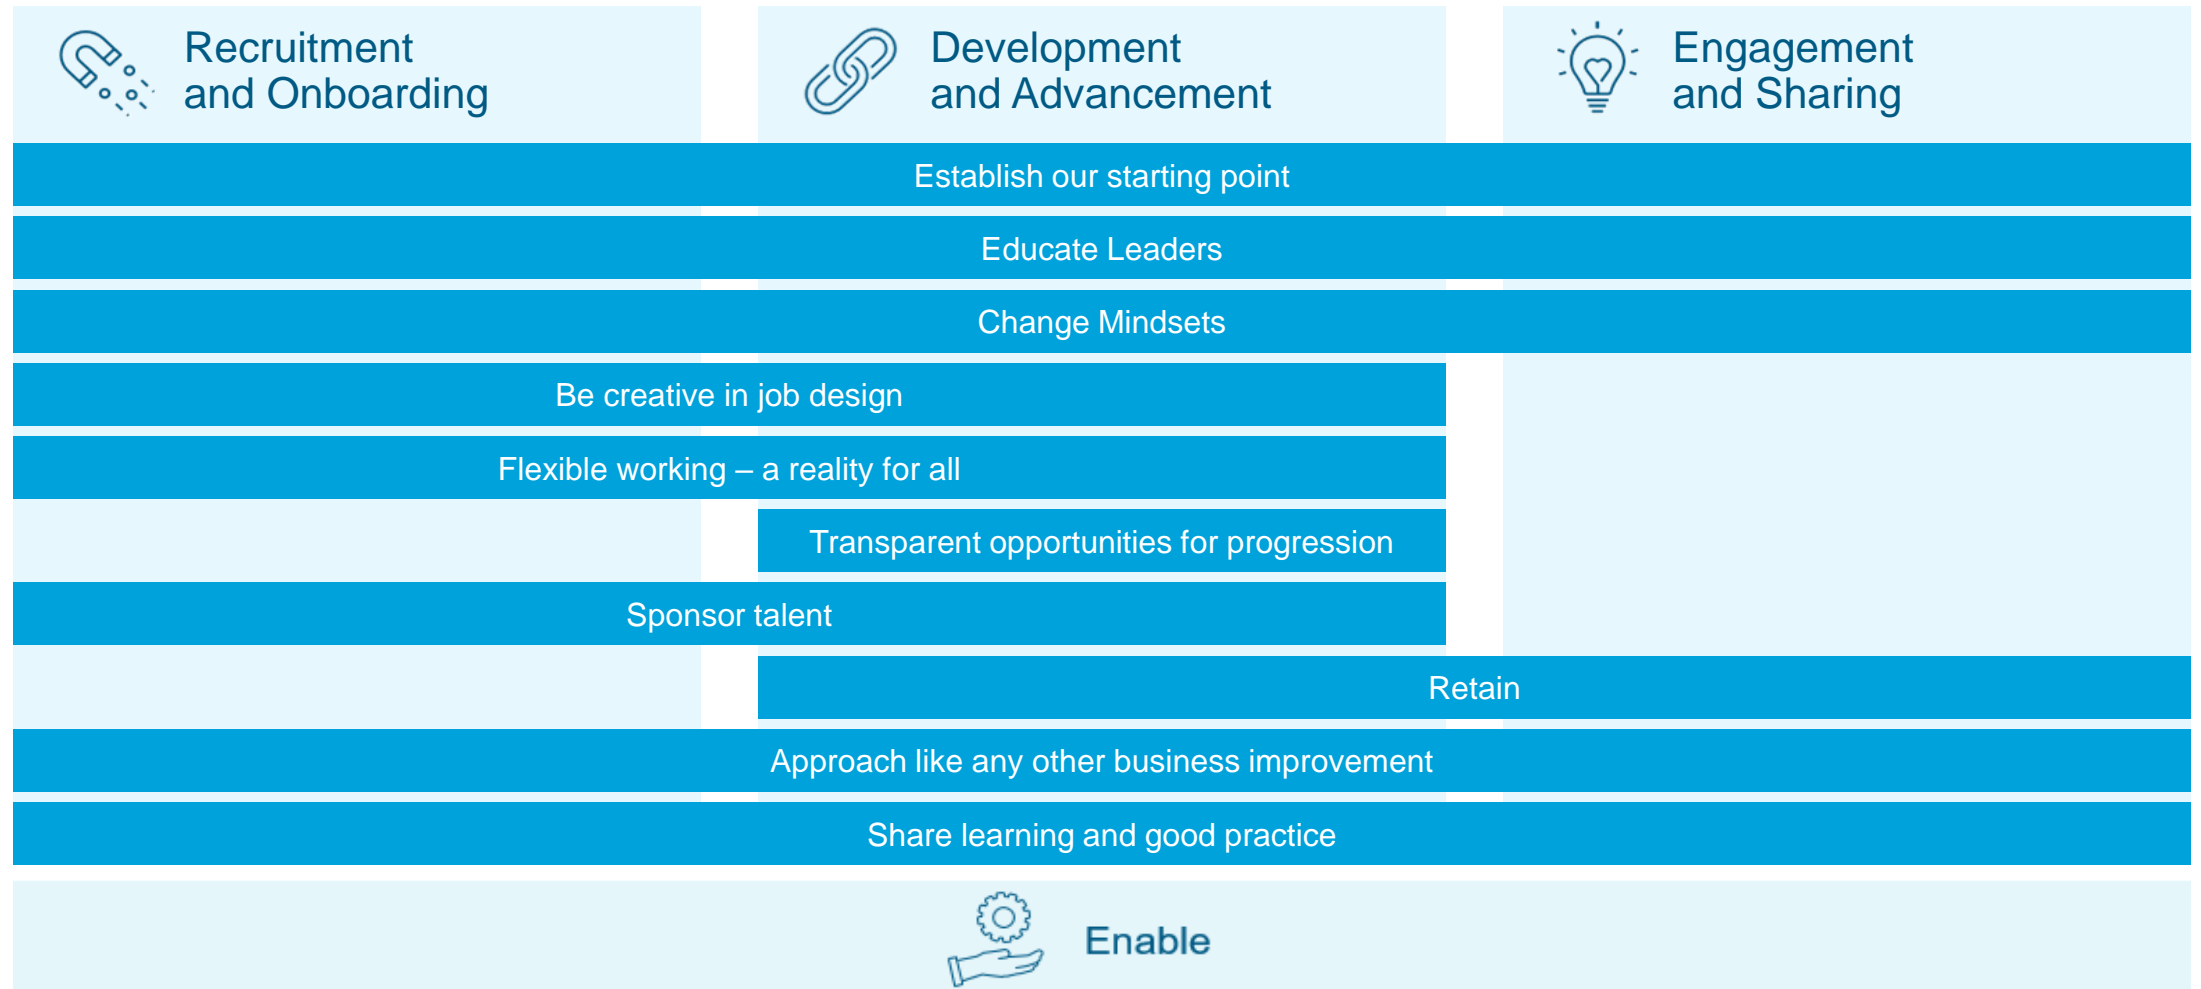 Recruitment
and Onboarding
Development
and Advancement
Engagement
and Sharing
Establish our starting point
Educate Leaders
Change Mindsets
Be creative in job design
Flexible working – a reality for all
Transparent opportunities for progression
Sponsor talent
Retain
Approach like any other business improvement
Share learning and good practice
Enable